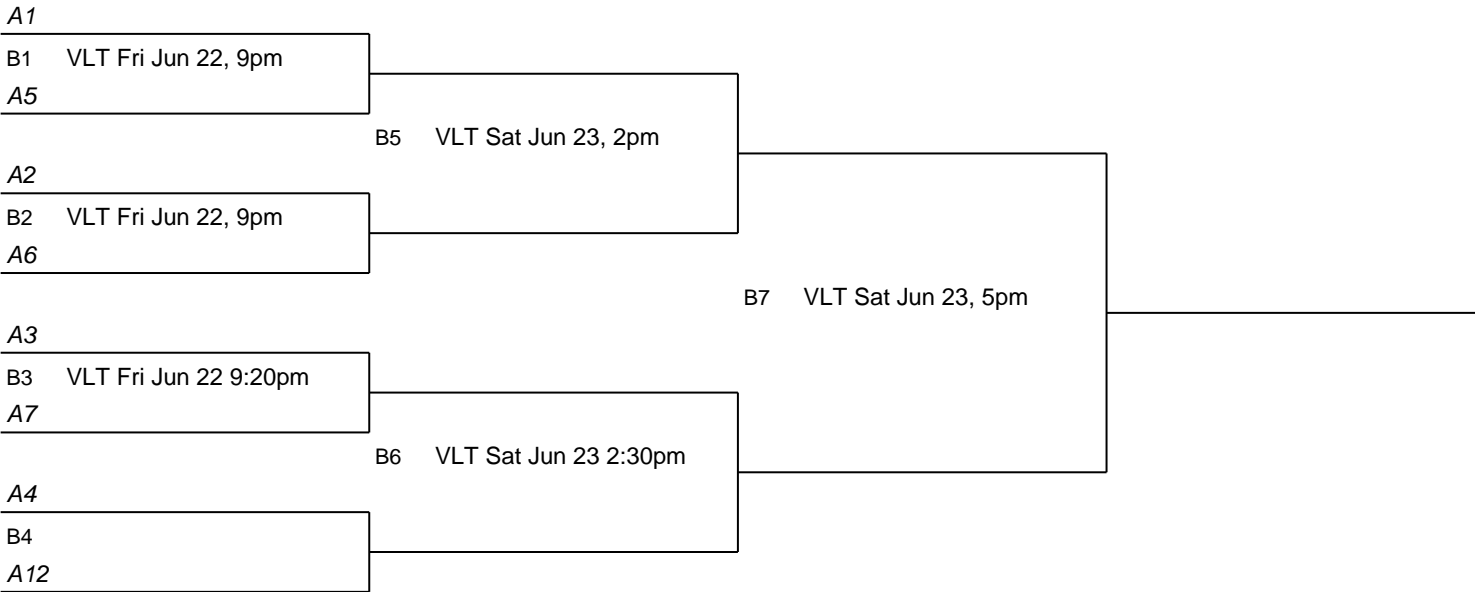 A1
B1 VLT Fri Jun 22, 9pm
A5
B5 VLT Sat Jun 23, 2pm
A2
B2 VLT Fri Jun 22, 9pm
A6
B7 VLT Sat Jun 23, 5pm
A3
B3 VLT Fri Jun 22 9:20pm
A7
B6 VLT Sat Jun 23 2:30pm
A4
B4
A12